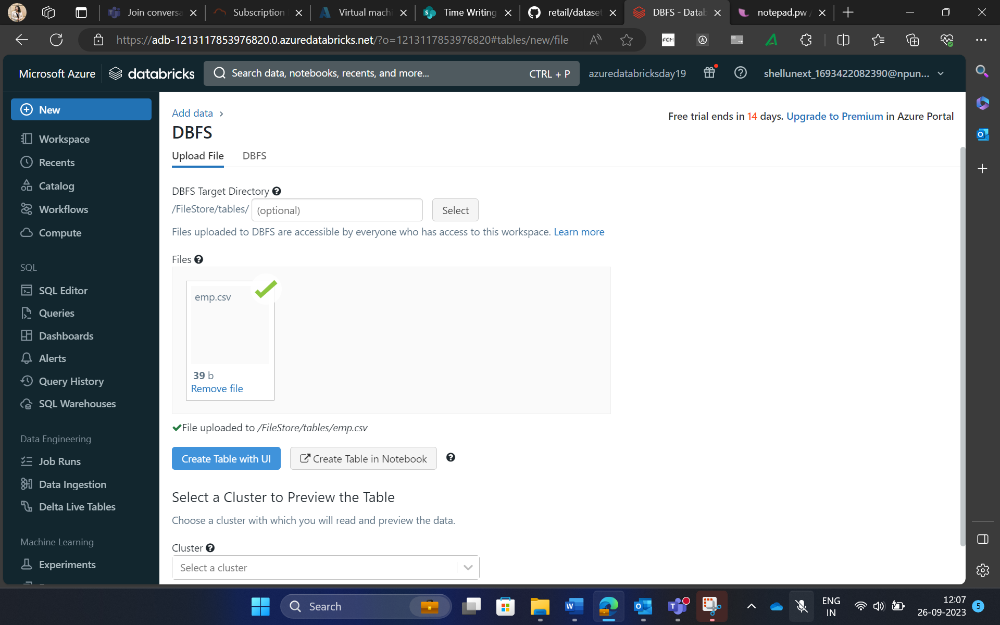 Join conversa
Subscription
Virtual machi
Time Writing
retail/dataset
DBFS - Datab
notepad.pw /
https://adb-1213117853976820.0.azuredatabricks.net/?o=1213117853976820#tables/new/file
FCM
Microsoft Azure
databricks
Search data, notebooks, recents, and more...
CTRL + P
azuredatabricksday19
shellunext_1693422082390@npun...
New
Workspace
Recents
Catalog
Workflows
Compute
SQL
SQL Editor
Queries
Dashboards
Alerts
Query History
SQL Warehouses
Data Engineering
Job Runs
Data Ingestion
Delta Live Tables
Machine Learning
Experiments
Add data ›
Free trial ends in 14 days. Upgrade to Premium in Azure Portal
DBFS
Upload File
DBFS
DBFS Target Directory
/FileStore/tables/
(optional)
Select
Files uploaded to DBFS are accessible by everyone who has access to this workspace. Learn more
Files
emp.csv
39 b
Remove file
File uploaded to /FileStore/tables/emp.csv
Create Table with UI
Create Table in Notebook
Select a Cluster to Preview the Table
Choose a cluster with which you will read and preview the data.
Cluster
Select a cluster
Search
ENG
IN
12:07
26-09-2023
5